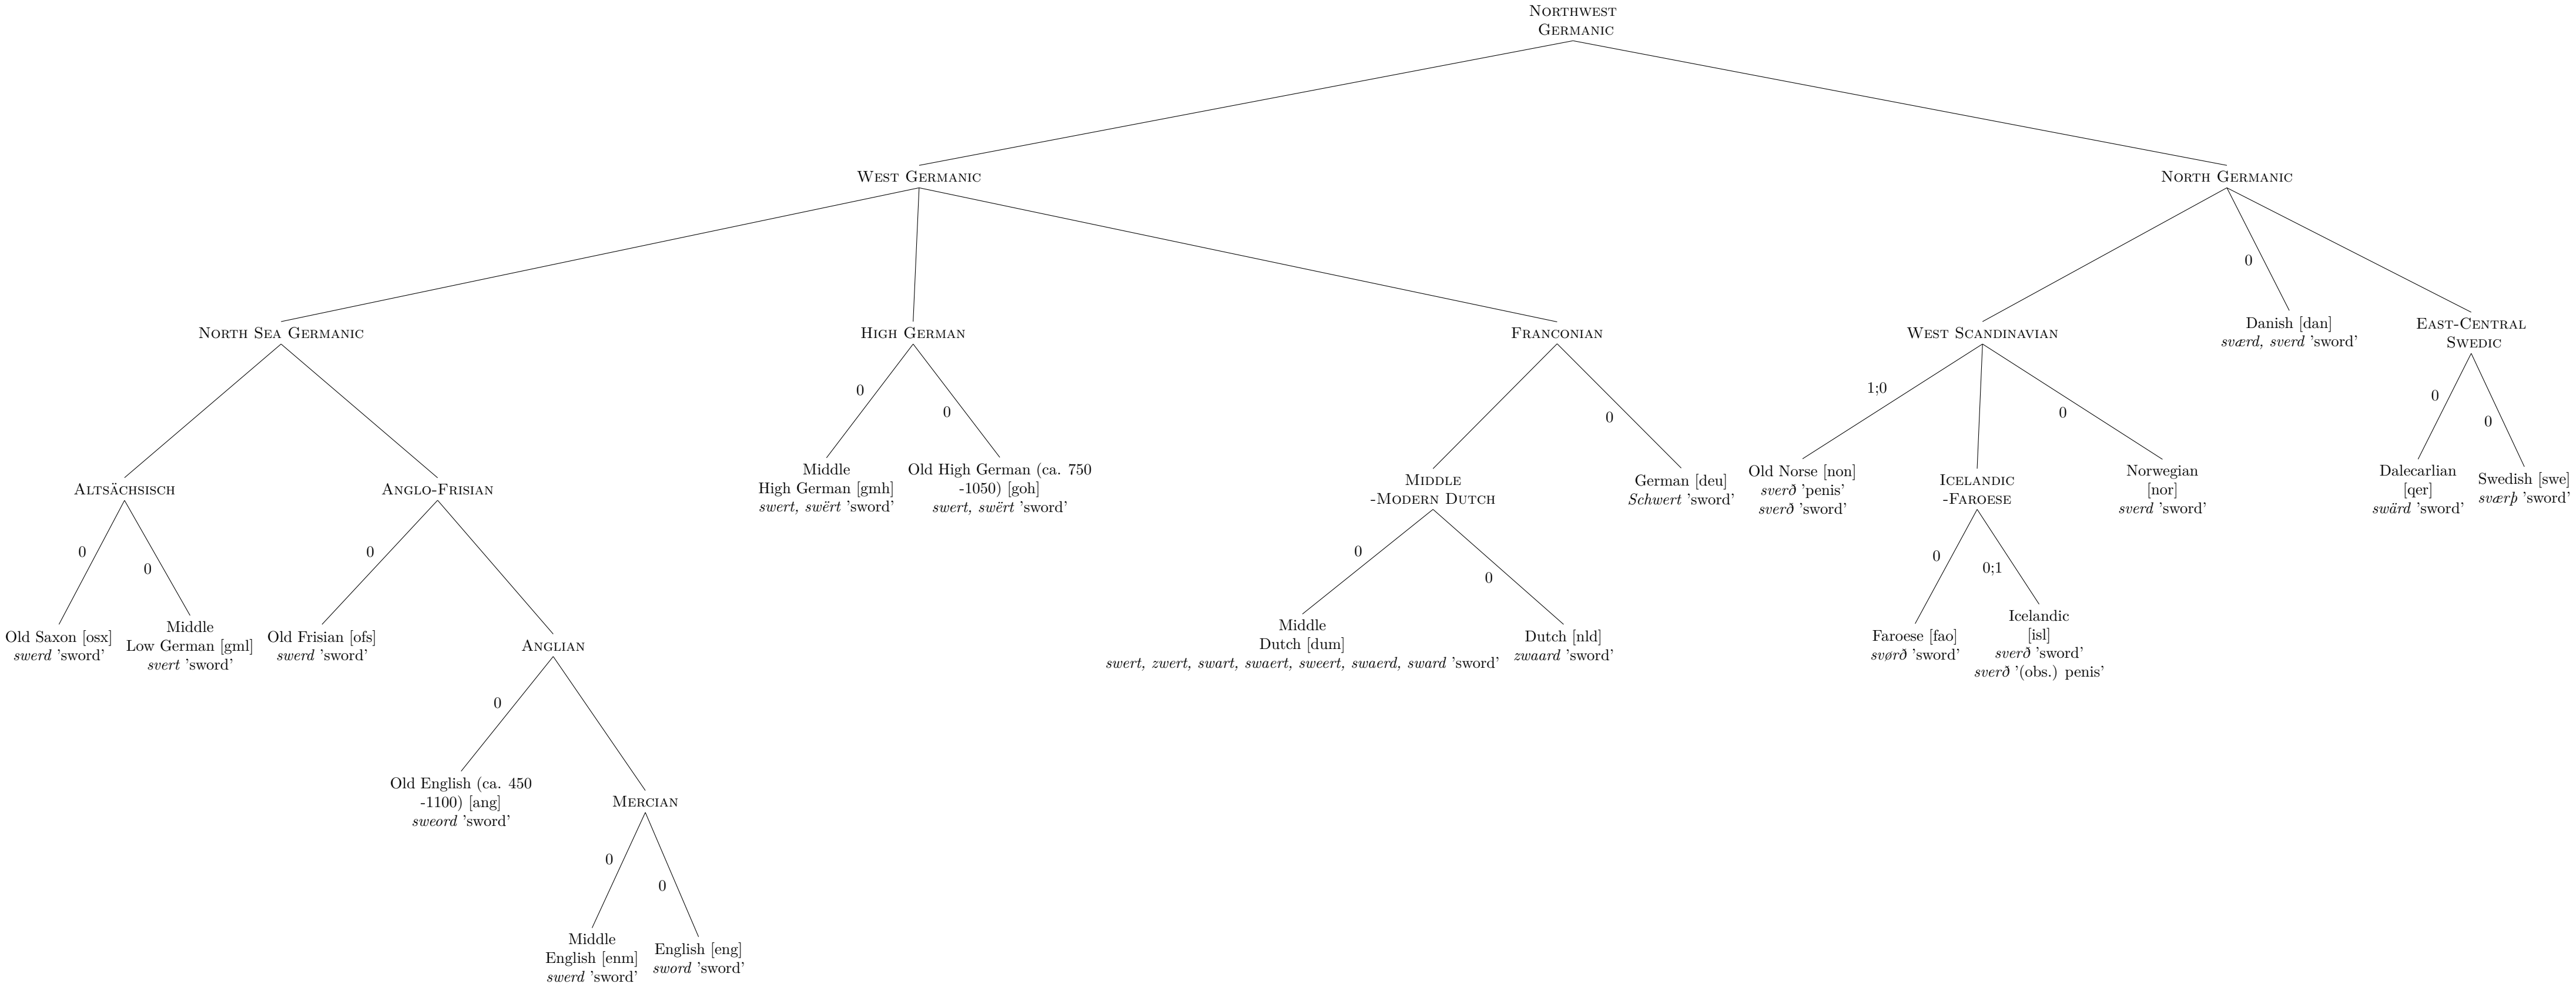 Northwest
Germanic
West Germanic
North Germanic
0
North Sea Germanic
High German
Franconian
West Scandinavian
Danish [dan]
sværd, sverd 'sword'
East-Central
Swedic
0
0
0
1;0
0
0
0
Altsächsisch
Anglo-Frisian
Middle
High German [gmh]
swert, swërt 'sword'
Old High German (ca. 750
-1050) [goh]
swert, swërt 'sword'
Middle
-Modern Dutch
German [deu]
Schwert 'sword'
Old Norse [non]
sverð 'penis'
sverð 'sword'
Icelandic
-Faroese
Norwegian
[nor]
sverd 'sword'
Dalecarlian
[qer]
swärd 'sword'
Swedish [swe]
sværþ 'sword'
0
0
0
0
0
0
0;1
Old Saxon [osx]
swerd 'sword'
Middle
Low German [gml]
svert 'sword'
Old Frisian [ofs]
swerd 'sword'
Anglian
Middle
Dutch [dum]
swert, zwert, swart, swaert, sweert, swaerd, sward 'sword'
Dutch [nld]
zwaard 'sword'
Faroese [fao]
svørð 'sword'
Icelandic
[isl]
sverð 'sword'
sverð '(obs.) penis'
0
Old English (ca. 450
-1100) [ang]
sweord 'sword'
Mercian
0
0
Middle
English [enm]
swerd 'sword'
English [eng]
sword 'sword'